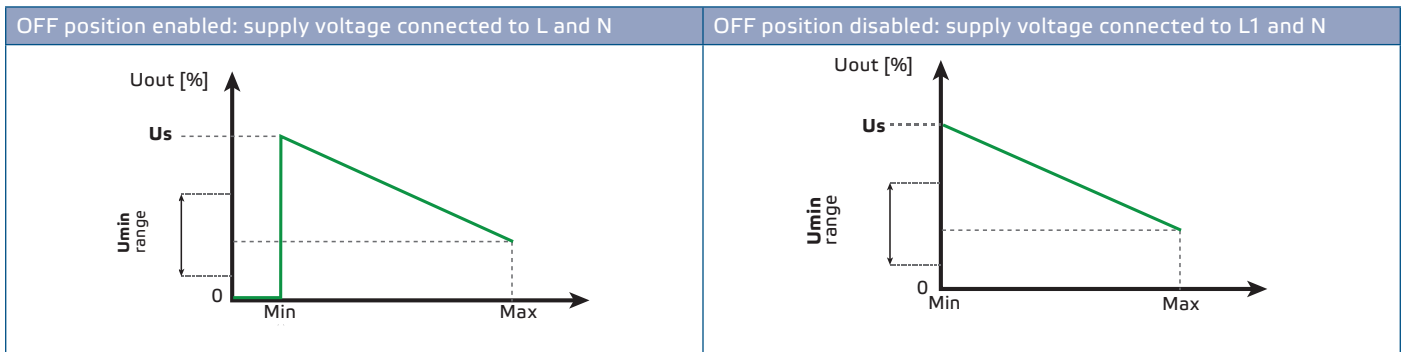 OFF position enabled: supply voltage connected to L and N
Uout [%]
Us
Umin
range
0
Min
Max
OFF position disabled: supply voltage connected to L1 and N
Uout [%]
Us
Umin
range
0
Min
Max